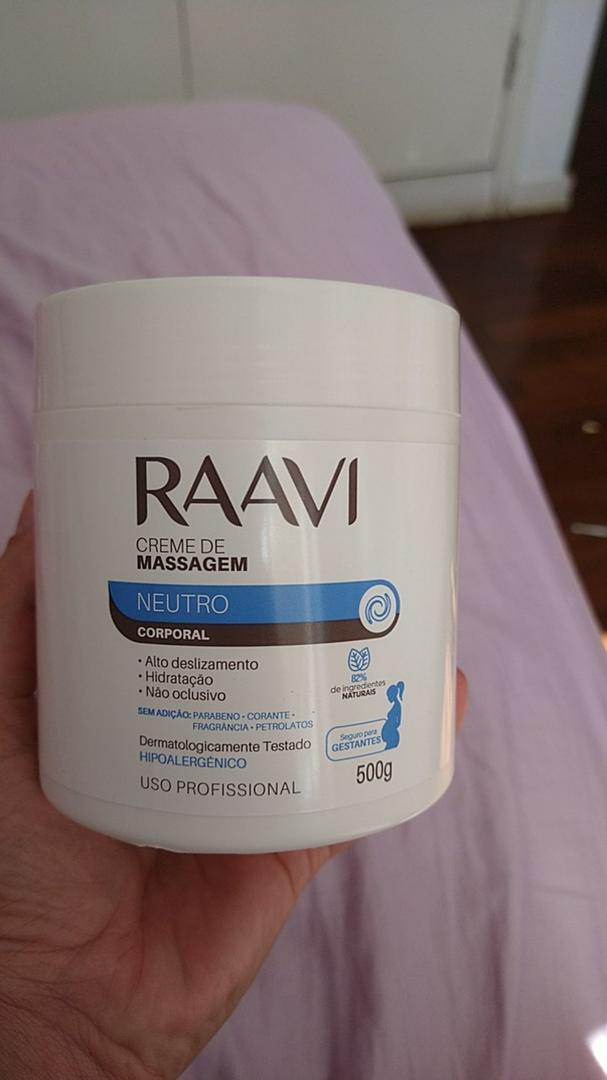 RAAVI
CREME DE
MASSAGEM
NEUTRO
CORPORAL
• Alto deslizamento
• Hidratação
• Não oclusivo
82%
de ingredientes
NATURAIS
SEM ADIÇÃO: PARABENO • CORANTE •
FRAGRÂNCIA • PETROLATOS
Seguro para
GESTANTES
Dermatologicamente Testado
HIPOALERGÊNICO
USO PROFISSIONAL
500g